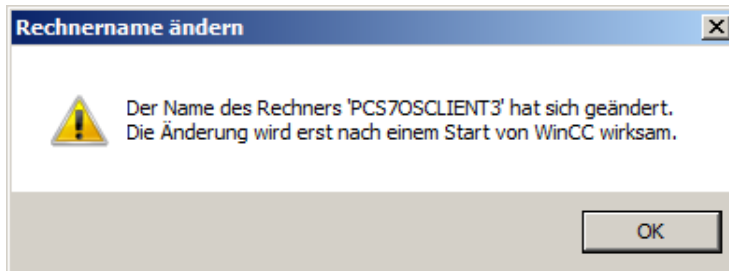 Rechnername ändern
Der Name des Rechners 'PCS7OSCLIENT3' hat sich geändert.
Die Änderung wird erst nach einem Start von WinCC wirksam.
OK